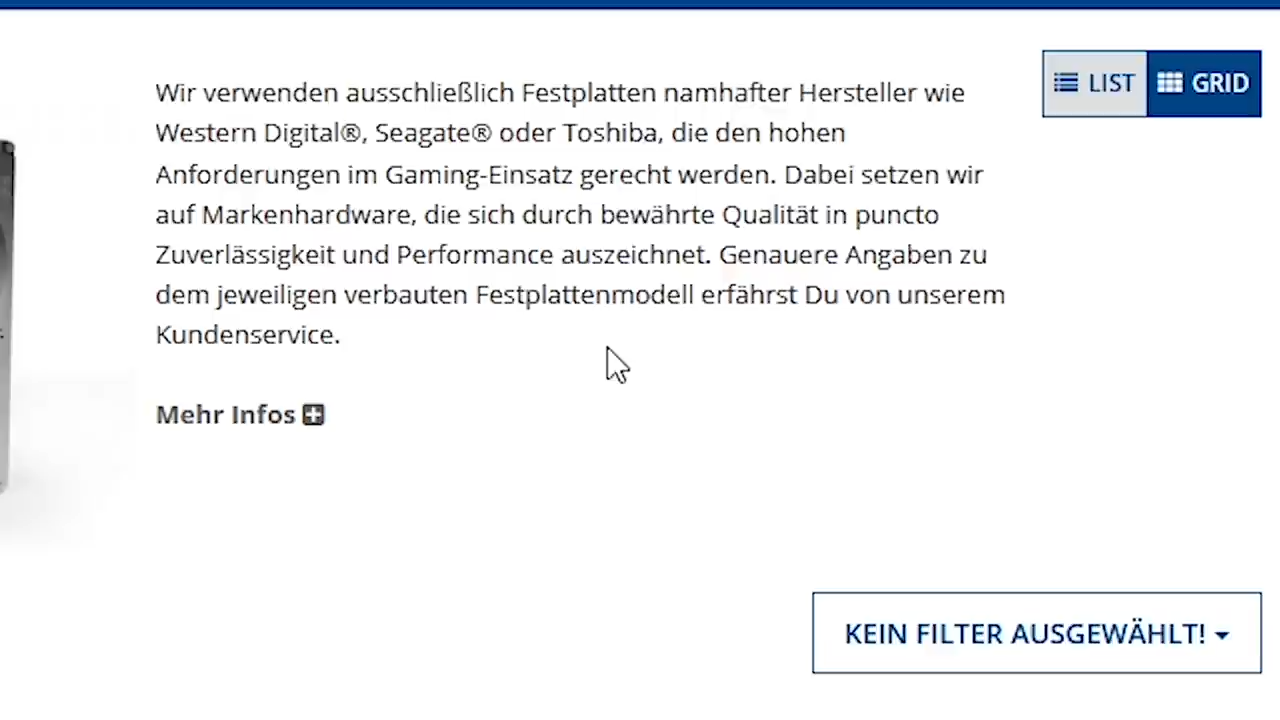 Wir verwenden ausschließlich Festplatten namhafter Hersteller wie
Western Digital®, Seagate® oder Toshiba, die den hohen
Anforderungen im Gaming-Einsatz gerecht werden. Dabei setzen wir
auf Markenhardware, die sich durch bewährte Qualität in puncto
Zuverlässigkeit und Performance auszeichnet. Genauere Angaben zu
dem jeweiligen verbauten Festplattenmodell erfährst Du von unserem
Kundenservice.
Mehr Infos
LIST
GRID
KEIN FILTER AUSGEWÄHLT!